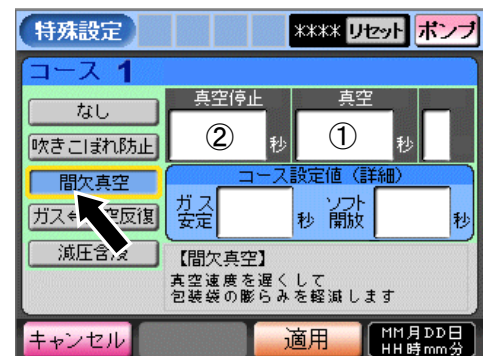 特殊設定 **** リセット ポンプ
コース 1
なし
吹きこぼれ防止
間欠真空
減圧含浸
真空停止 真空
② 秒 ① 秒
コース設定値（詳細）
ガス安定 秒 ソフト開放 秒
【間欠真空】
真空速度を遅くして
包装袋の膨らみを軽減します
キャンセル 適用 MM月DD日
HH時mm分